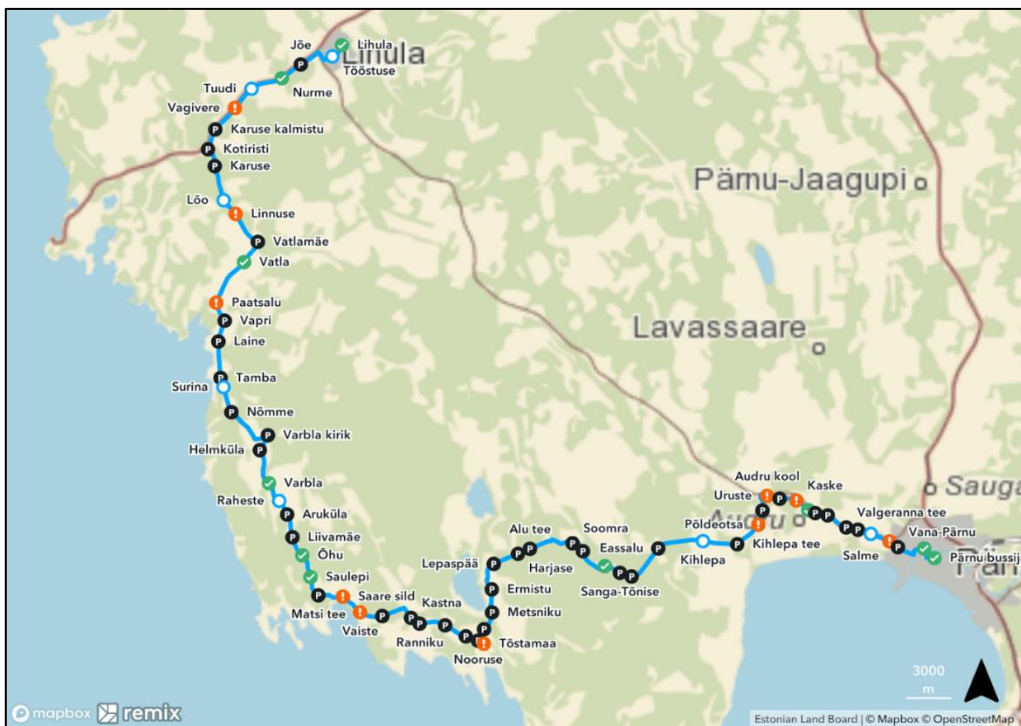 Jõe
Lihula
Lihula
Tööstuse
Tuudi
Nurme
Vagivere
Karuse kalmistu
Kotiristi
Karuse
Lõo
Linnuse
Vatlamäe
Vatla
Paatsalu
Vapri
Laine
Tamba
Surina
Nõmme
Varbla kirik
Helmküla
Varbla
Raheste
Aruküla
Liivamäe
Õhu
Saulepi
Saare sild
Matsi tee
Kastna
Vaiste
Ranniku
Tõstamaa
Nooruse
Metsniku
Ermistu
Lepaspää
Alu tee
Harjase
Soomra
Eassalu
Sanga-Tõnise
Kihlepa
Põldeotsa
Kihlepa tee
Uruste
Audru kool
Kaske
Audru
Valgeranna tee
Salme
Vana-Pärnu
Pärnu bussij
Pärn
Sauga
Pärnu-Jaagupi
Lavassaare
3000
m
mapbox remix
Estonian Land Board | © Mapbox © OpenStreetMap